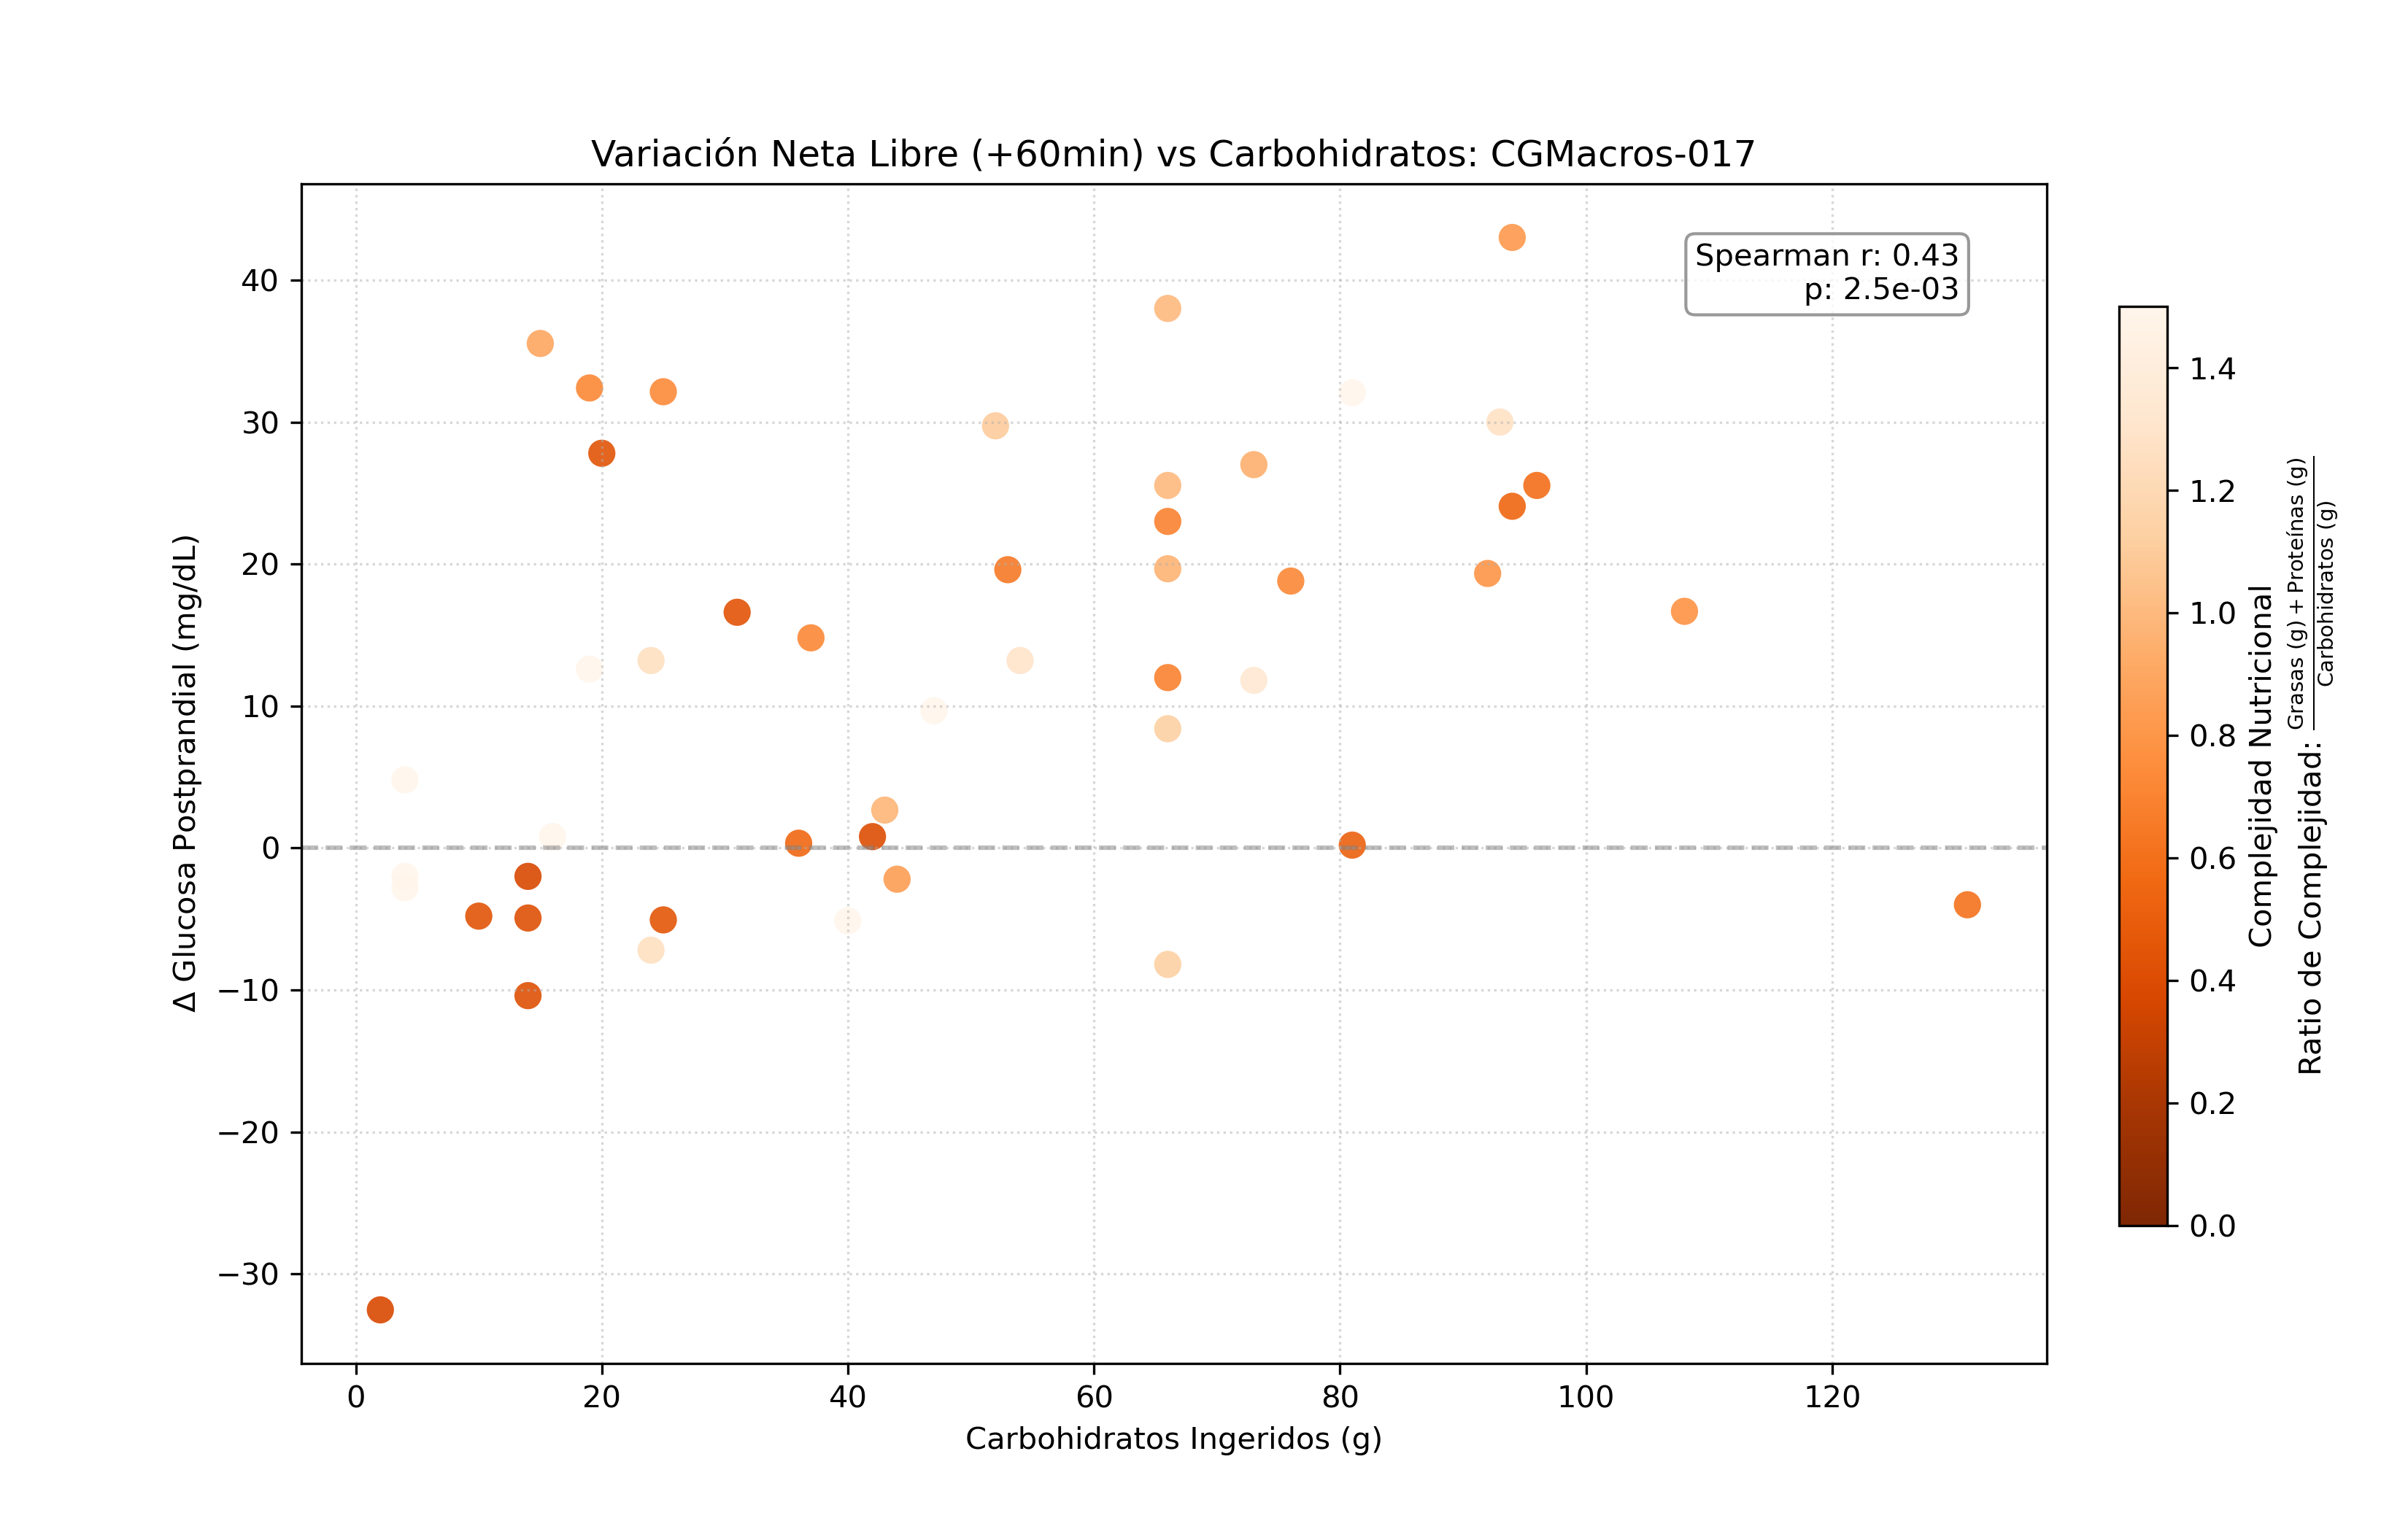 Variación Neta Libre (+60min) vs Carbohidratos: CGMacros-017
Spearman r: 0.43
p: 2.5e-03
Δ Glucosa Postprandial (mg/dL)
40
30
20
10
0
−10
−20
−30
0
20
40
60
80
100
120
Carbohidratos Ingeridos (g)
1.4
1.2
1.0
0.8
0.6
0.4
0.2
0.0
Complejidad Nutricional
Ratio de Complejidad: Grasas (g) + Proteínas (g)
Carbohidratos (g)